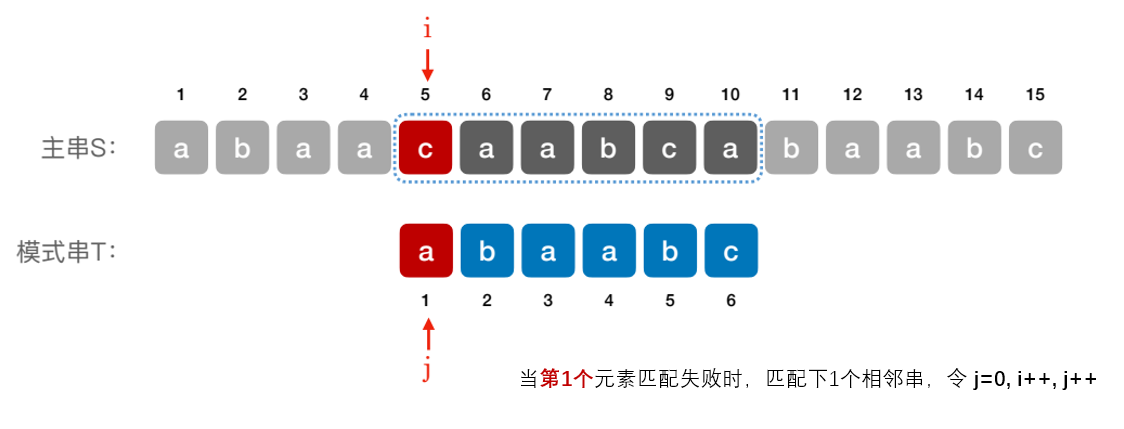 i
1 2 3 4 5 6 7 8 9 10 11 12 13 14 15
主串S： a b a a c a a b c a b a a b c
模式串T： a b a a b c
1 2 3 4 5 6
j
当第1个元素匹配失败时，匹配下1个相邻串，令 j=0, i++, j++